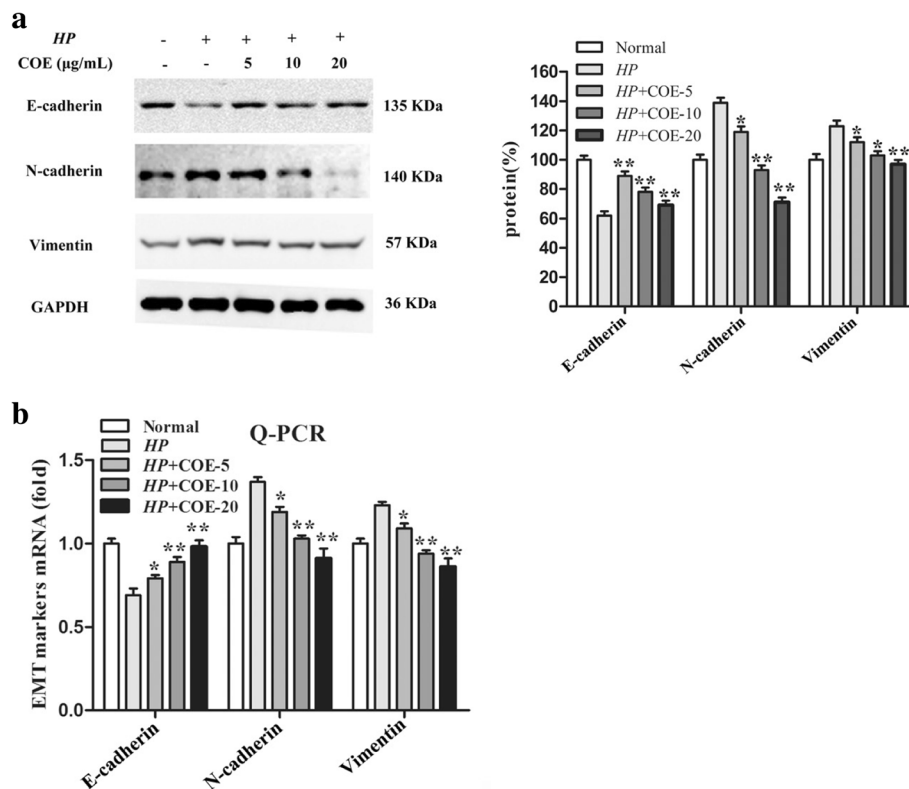 a
HP - + + + +
COE (μg/mL) - - 5 10 20
E-cadherin 135 KDa
N-cadherin 140 KDa
Vimentin 57 KDa
GAPDH 36 KDa
Normal
HP
HP+COE-5
HP+COE-10
HP+COE-20
protein(%)
160
140
120
100
80
60
40
20
0
** ** **
* ** **
* * **
E-cadherin
N-cadherin
Vimentin
b
Q-PCR
Normal
HP
HP+COE-5
HP+COE-10
HP+COE-20
EMT markers mRNA (fold)
1.5
1.0
0.5
0.0
* ** **
* ** **
* ** **
E-cadherin
N-cadherin
Vimentin